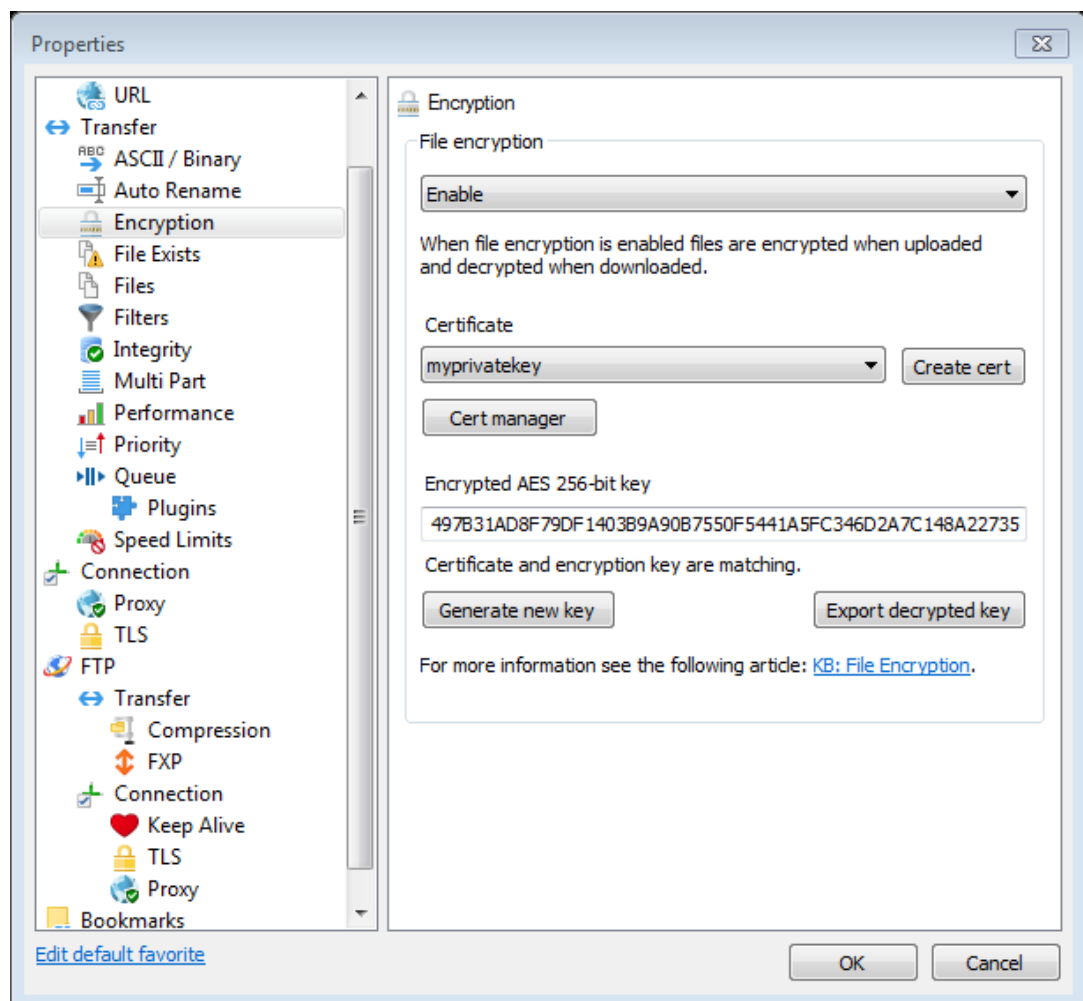 Properties
URL
Transfer
ABC
ASCII / Binary
Auto Rename
Encryption
File Exists
Files
Filters
Integrity
Multi Part
Performance
Priority
Queue
Plugins
Speed Limits
Connection
Proxy
TLS
FTP
Transfer
Compression
FXP
Connection
Keep Alive
TLS
Proxy
Bookmarks
Edit default favorite
Encryption
File encryption
Enable
When file encryption is enabled files are encrypted when uploaded
and decrypted when downloaded.
Certificate
myprivatekey
Create cert
Cert manager
Encrypted AES 256-bit key
497B31AD8F79DF1403B9A90B7550F5441A5FC346D2A7C148A22735
Certificate and encryption key are matching.
Generate new key
Export decrypted key
For more information see the following article: KB: File Encryption.
OK
Cancel